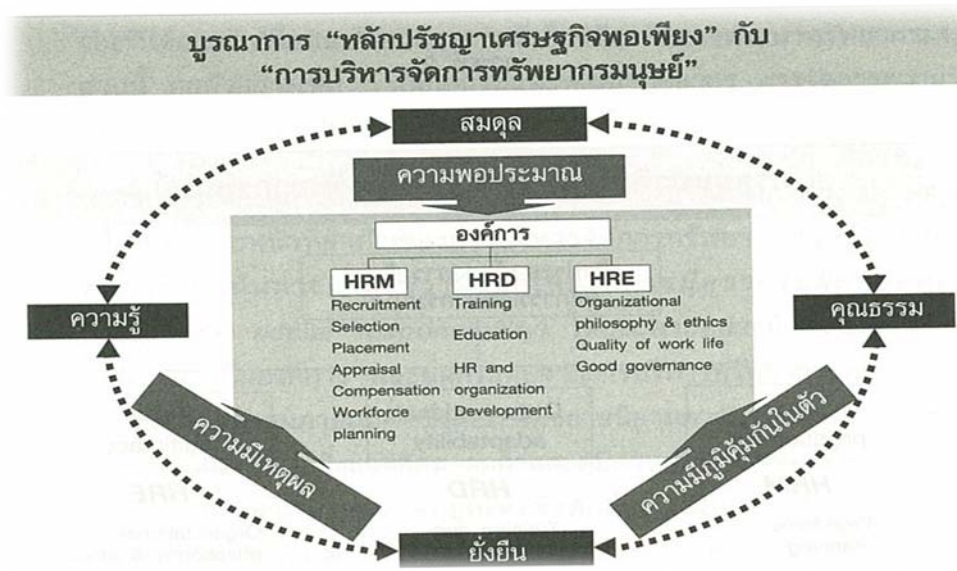 บูรณาการ “หลักปรัชญาเศรษฐกิจพอเพียง” กับ
“การบริหารจัดการทรัพยากรมนุษย์”
สมดุล
ความพอประมาณ
องค์การ
HRM
Recruitment
Selection
Placement
Appraisal
Compensation
Workforce
planning
HRD
Training
Education
HR and
organization
Development
HRE
Organizational
philosophy & ethics
Quality of work life
Good governance
ความรู้
คุณธรรม
ความมีเหตุผล
ความมีภูมิคุ้มกันในตัว
ยั่งยืน